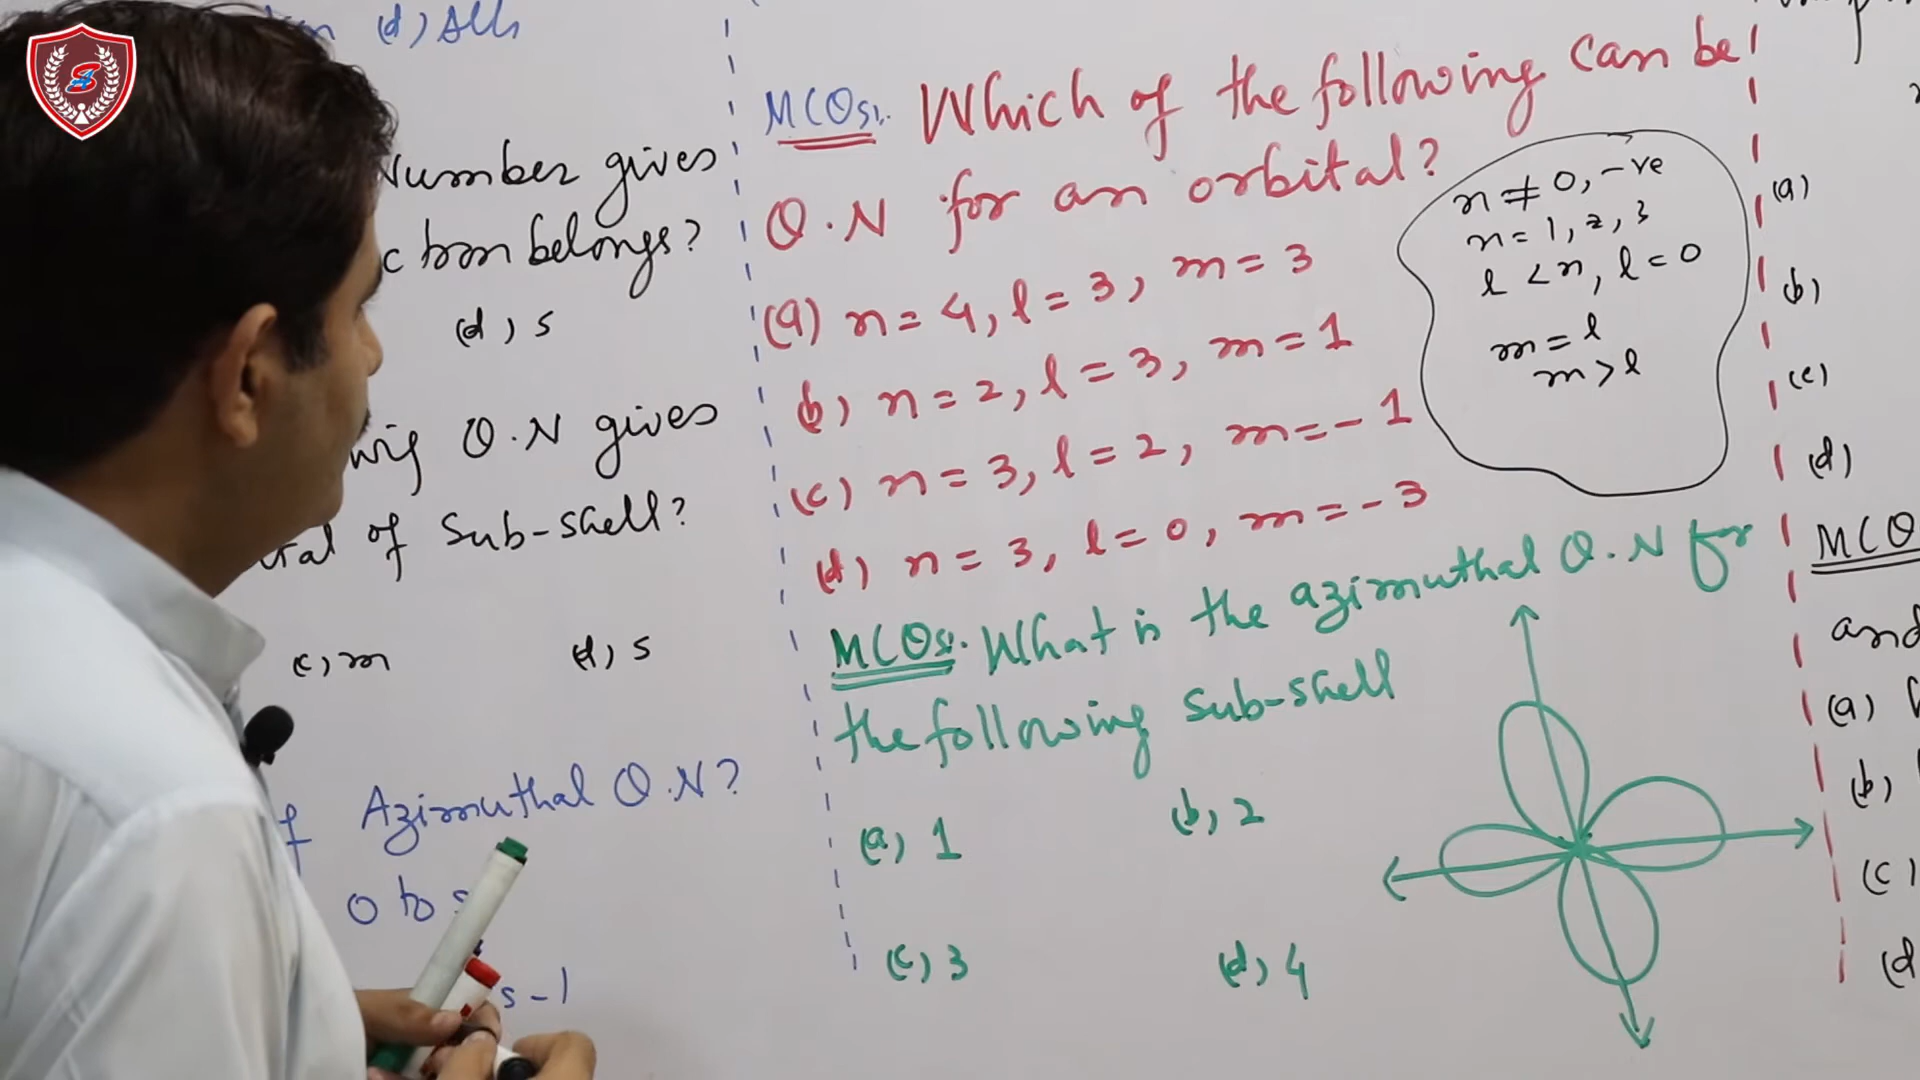 (d) All
Number gives
belongs?
(d) s
Q.N gives
of Sub-shell?
(c) m (d) s
Azimuthal Q.N?
0 to s
s-1
MCQs:. Which of the following can be
Q.N for an orbital?
(a) n = 4, l = 3, m = 3
(b) n = 2, l = 3, m = 1
(c) n = 3, l = 2, m = -1
(d) n = 3, l = 0, m = -3
n ≠ 0, -ve
n = 1, 2, 3
l < n, l = 0
m = l
m > l
MCQs:. What is the azimuthal Q.N for
the following sub-shell
(a) 1 (b) 2
(c) 3 (d) 4
(a)
(b)
(c)
(d)
MCQ
and
(a)
(b)
(c)
(d